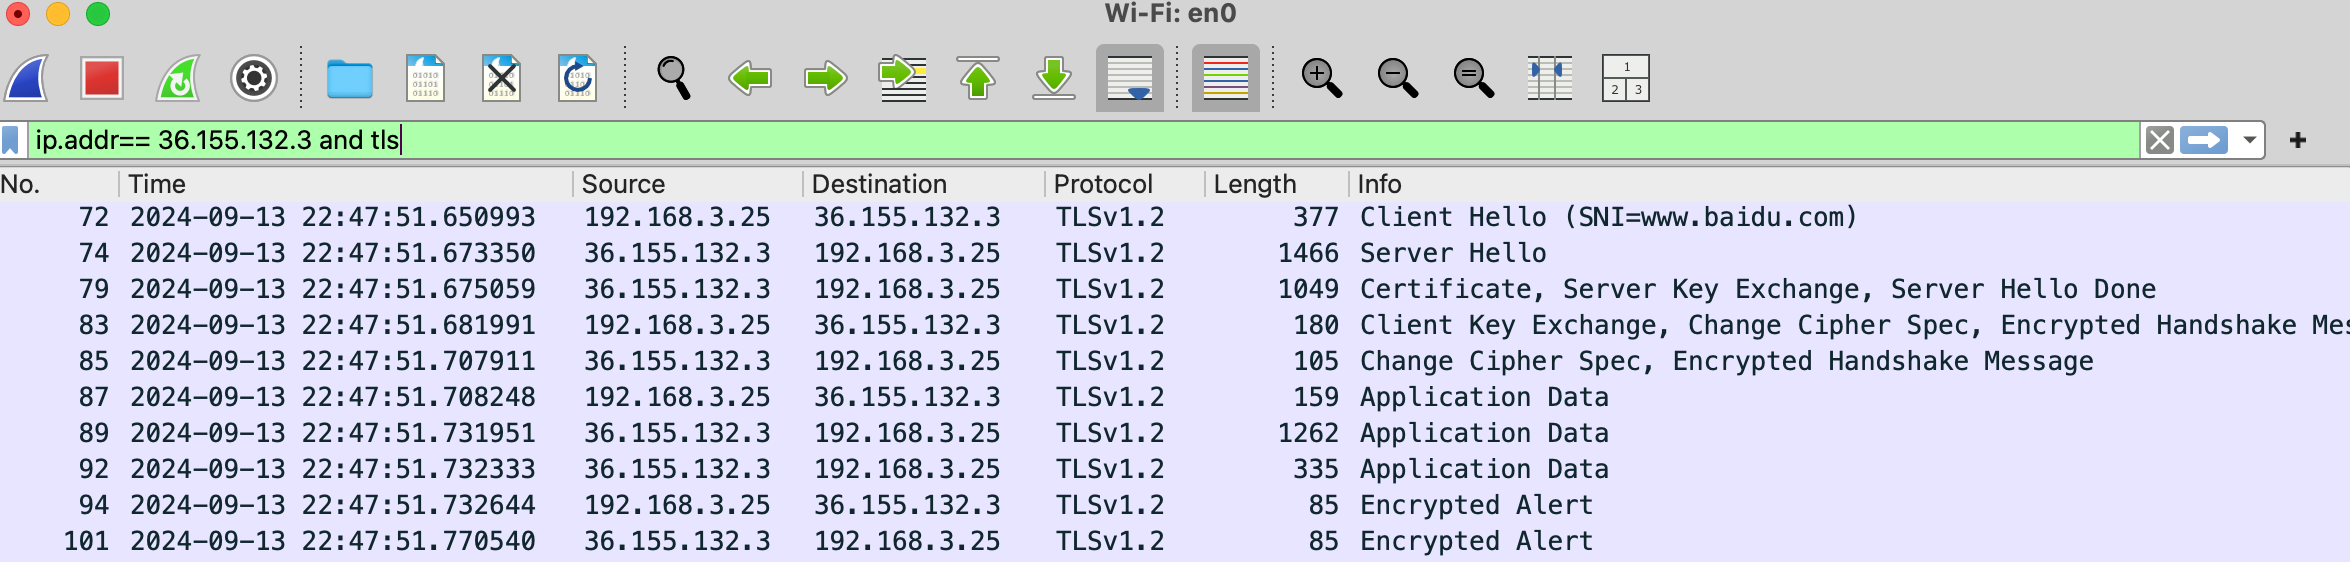 Wi-Fi: en0
ip.addr== 36.155.132.3 and tls
No. Time Source Destination Protocol Length Info
72 2024-09-13 22:47:51.650993 192.168.3.25 36.155.132.3 TLSv1.2 377 Client Hello (SNI=www.baidu.com)
74 2024-09-13 22:47:51.673350 36.155.132.3 192.168.3.25 TLSv1.2 1466 Server Hello
79 2024-09-13 22:47:51.675059 36.155.132.3 192.168.3.25 TLSv1.2 1049 Certificate, Server Key Exchange, Server Hello Done
83 2024-09-13 22:47:51.681991 192.168.3.25 36.155.132.3 TLSv1.2 180 Client Key Exchange, Change Cipher Spec, Encrypted Handshake Mes
85 2024-09-13 22:47:51.707911 36.155.132.3 192.168.3.25 TLSv1.2 105 Change Cipher Spec, Encrypted Handshake Message
87 2024-09-13 22:47:51.708248 192.168.3.25 36.155.132.3 TLSv1.2 159 Application Data
89 2024-09-13 22:47:51.731951 36.155.132.3 192.168.3.25 TLSv1.2 1262 Application Data
92 2024-09-13 22:47:51.732333 36.155.132.3 192.168.3.25 TLSv1.2 335 Application Data
94 2024-09-13 22:47:51.732644 192.168.3.25 36.155.132.3 TLSv1.2 85 Encrypted Alert
101 2024-09-13 22:47:51.770540 36.155.132.3 192.168.3.25 TLSv1.2 85 Encrypted Alert